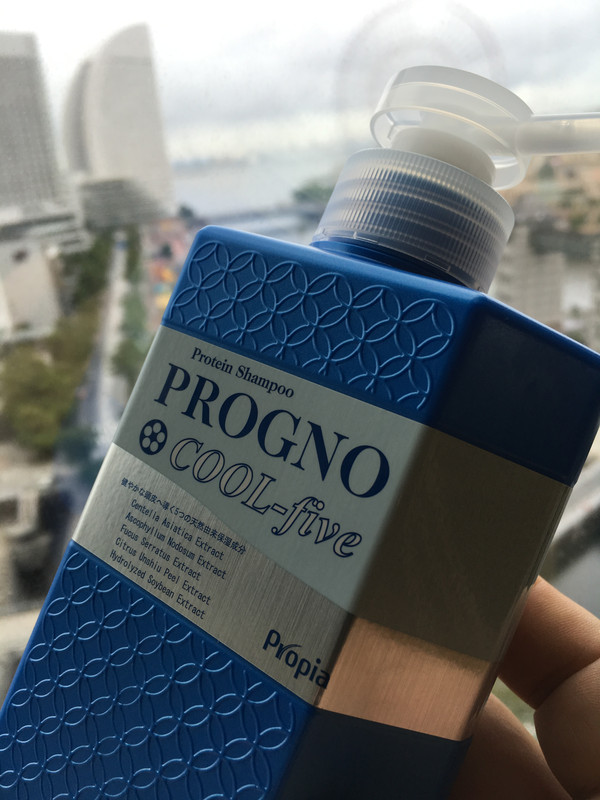 Protein Shampoo
PROGNO
COOL-five
健やかな頭皮へ導く5つの天然由来保湿成分
Centella Asiatica Extract
Ascophyllum Nodosum Extract
Fucus Serratus Extract
Citrus Unshiu Peel Extract
Hydrolyzed Soybean Extract
Propia